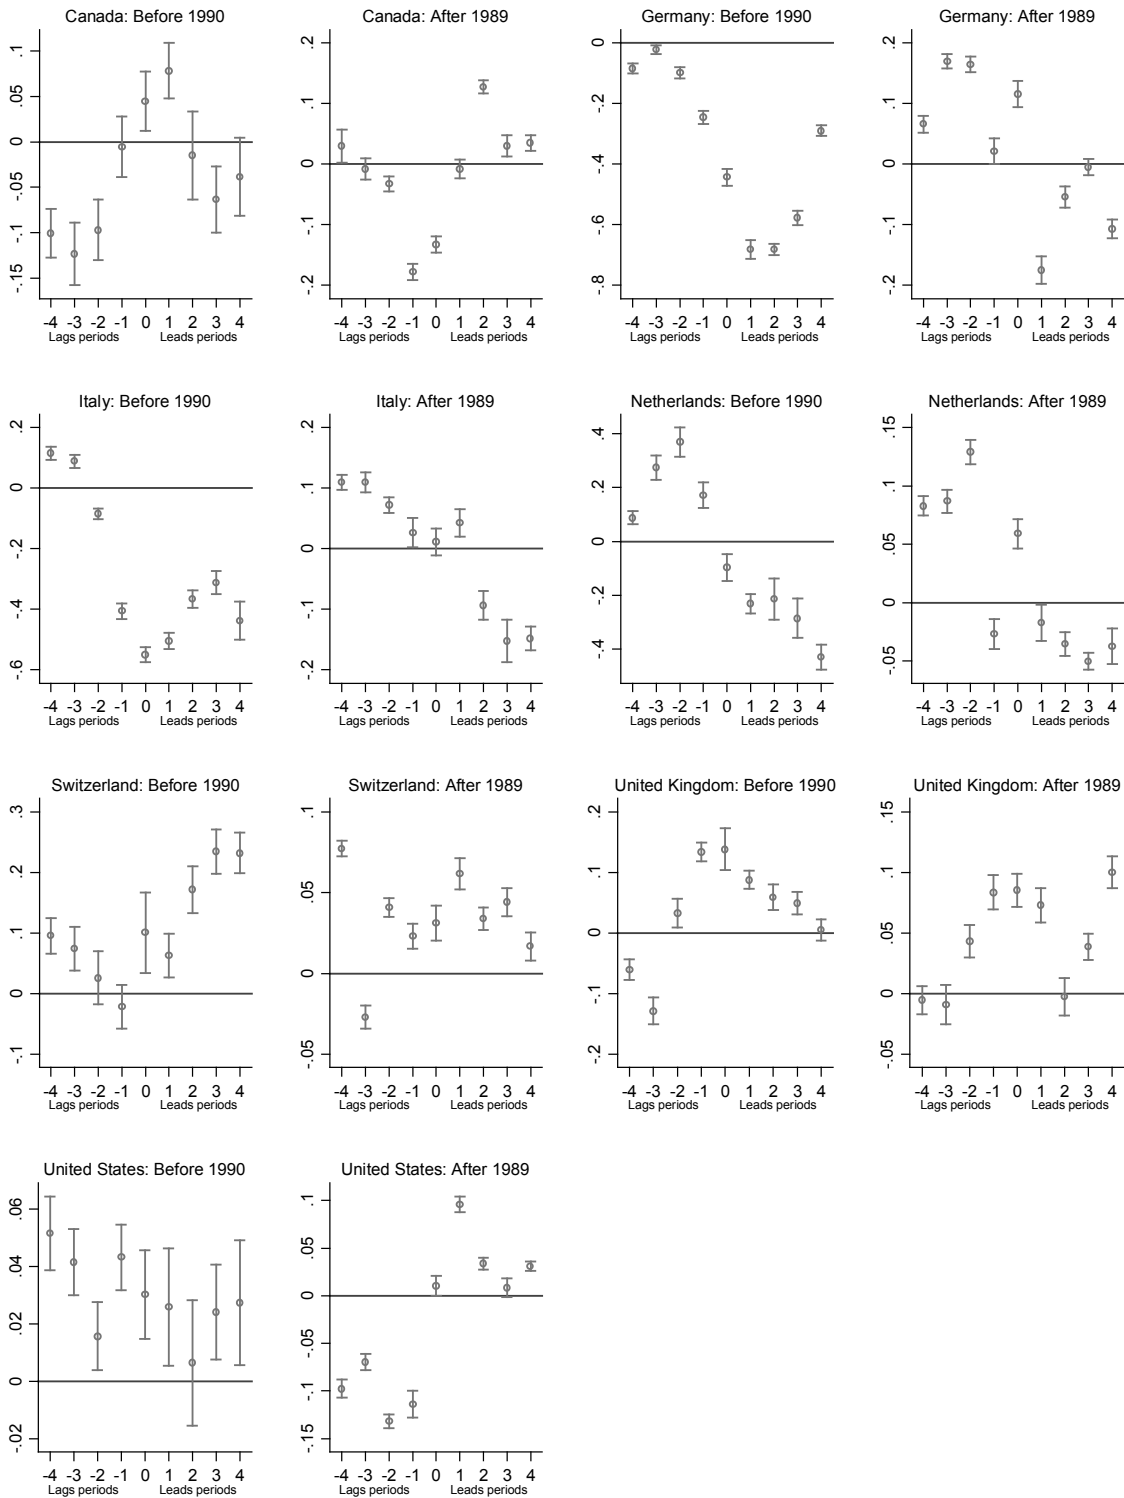 Canada: Before 1990
.1
.05
0
-.05
-.1
-.15
-4 -3 -2 -1 0 1 2 3 4
Lags periods Leads periods
Canada: After 1989
.2
.1
0
-.1
-.2
-4 -3 -2 -1 0 1 2 3 4
Lags periods Leads periods
Germany: Before 1990
0
-.2
-.4
-.6
-.8
-4 -3 -2 -1 0 1 2 3 4
Lags periods Leads periods
Germany: After 1989
.2
.1
0
-.1
-.2
-4 -3 -2 -1 0 1 2 3 4
Lags periods Leads periods
Italy: Before 1990
.2
0
-.2
-.4
-.6
-4 -3 -2 -1 0 1 2 3 4
Lags periods Leads periods
Italy: After 1989
.2
.1
0
-.1
-.2
-4 -3 -2 -1 0 1 2 3 4
Lags periods Leads periods
Netherlands: Before 1990
.4
.2
0
-.2
-.4
-4 -3 -2 -1 0 1 2 3 4
Lags periods Leads periods
Netherlands: After 1989
.15
.1
.05
0
-.05
-4 -3 -2 -1 0 1 2 3 4
Lags periods Leads periods
Switzerland: Before 1990
.3
.2
.1
0
-.1
-4 -3 -2 -1 0 1 2 3 4
Lags periods Leads periods
Switzerland: After 1989
.1
.05
0
-.05
-4 -3 -2 -1 0 1 2 3 4
Lags periods Leads periods
United Kingdom: Before 1990
.2
.1
0
-.1
-.2
-4 -3 -2 -1 0 1 2 3 4
Lags periods Leads periods
United Kingdom: After 1989
.15
.1
.05
0
-.05
-4 -3 -2 -1 0 1 2 3 4
Lags periods Leads periods
United States: Before 1990
.06
.04
.02
0
-.02
-4 -3 -2 -1 0 1 2 3 4
Lags periods Leads periods
United States: After 1989
.1
.05
0
-.05
-.1
-.15
-4 -3 -2 -1 0 1 2 3 4
Lags periods Leads periods